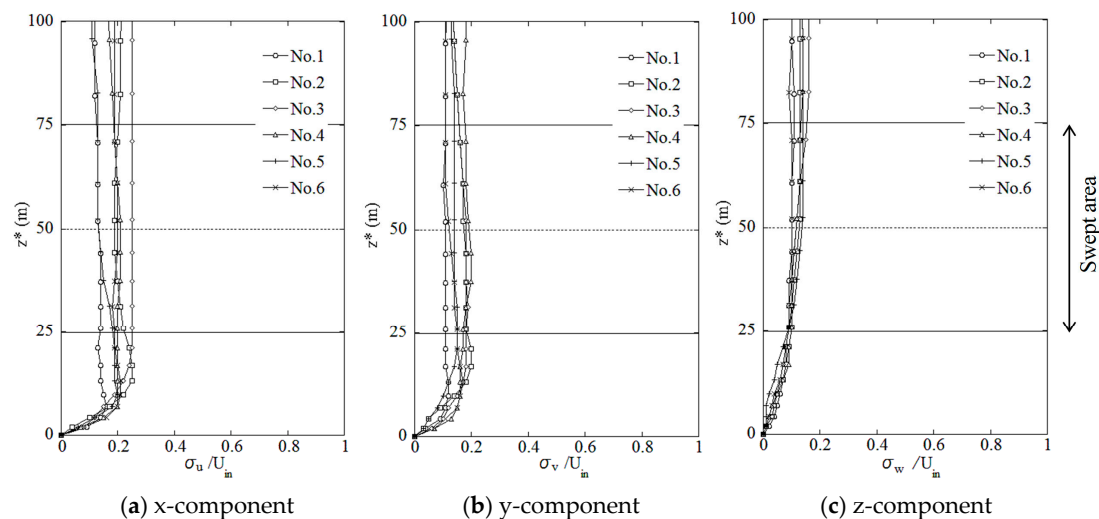 100
75
50
25
0
z* (m)
No.1
No.2
No.3
No.4
No.5
No.6
0 0.2 0.4 0.6 0.8 1
σu /Uin
(a) x-component
100
75
50
25
0
z* (m)
No.1
No.2
No.3
No.4
No.5
No.6
0 0.2 0.4 0.6 0.8 1
σv /Uin
(b) y-component
100
75
50
25
0
z* (m)
No.1
No.2
No.3
No.4
No.5
No.6
0 0.2 0.4 0.6 0.8 1
σw /Uin
(c) z-component
Swept area